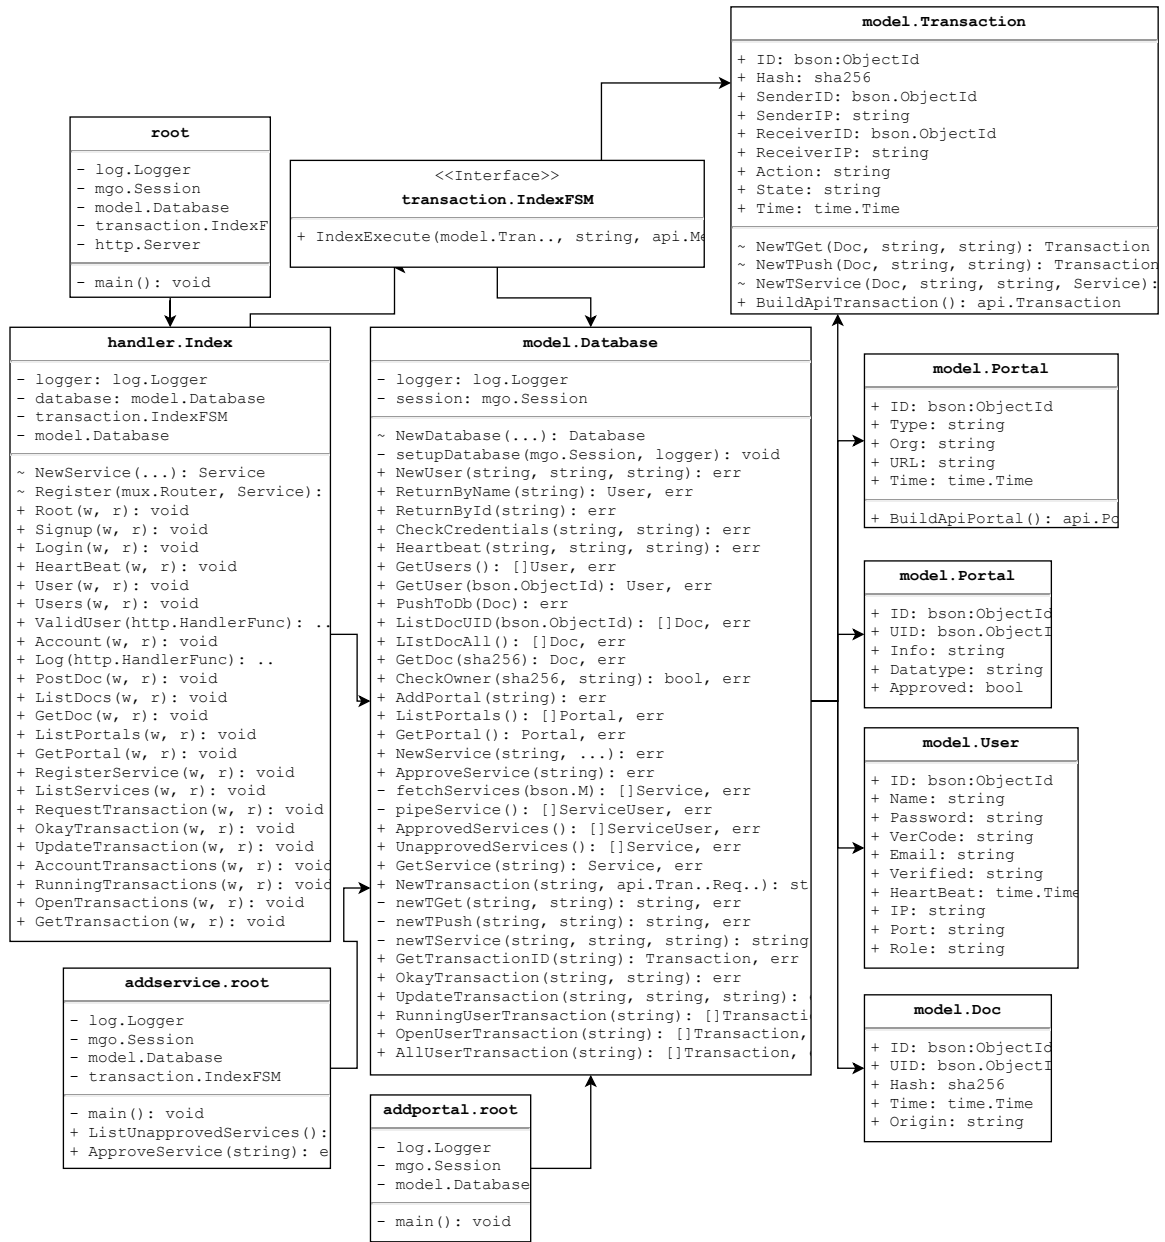 model.Transaction
+ ID: bson:ObjectId
+ Hash: sha256
+ SenderID: bson.ObjectId
+ SenderIP: string
+ ReceiverID: bson.ObjectId
+ ReceiverIP: string
+ Action: string
+ State: string
+ Time: time.Time
~ NewTGet(Doc, string, string): Transaction
~ NewTPush(Doc, string, string): Transaction
~ NewTService(Doc, string, string, Service):
+ BuildApiTransaction(): api.Transaction
root
- log.Logger
- mgo.Session
- model.Database
- transaction.IndexF
- http.Server
- main(): void
<<Interface>>
transaction.IndexFSM
+ IndexExecute(model.Tran.., string, api.Me
handler.Index
- logger: log.Logger
- database: model.Database
- transaction.IndexFSM
- model.Database
~ NewService(...): Service
~ Register(mux.Router, Service):
+ Root(w, r): void
+ Signup(w, r): void
+ Login(w, r): void
+ HeartBeat(w, r): void
+ User(w, r): void
+ Users(w, r): void
+ ValidUser(http.HandlerFunc): ..
+ Account(w, r): void
+ Log(http.HandlerFunc): ..
+ PostDoc(w, r): void
+ ListDocs(w, r): void
+ GetDoc(w, r): void
+ ListPortals(w, r): void
+ GetPortal(w, r): void
+ RegisterService(w, r): void
+ ListServices(w, r): void
+ RequestTransaction(w, r): void
+ OkayTransaction(w, r): void
+ UpdateTransaction(w, r): void
+ AccountTransactions(w, r): void
+ RunningTransactions(w, r): void
+ OpenTransactions(w, r): void
+ GetTransaction(w, r): void
model.Database
- logger: log.Logger
- session: mgo.Session
~ NewDatabase(...): Database
- setupDatabase(mgo.Session, logger): void
+ NewUser(string, string, string): err
+ ReturnByName(string): User, err
+ ReturnById(string): err
+ CheckCredentials(string, string): err
+ Heartbeat(string, string, string): err
+ GetUsers(): []User, err
+ GetUser(bson.ObjectId): User, err
+ PushToDb(Doc): err
+ ListDocUID(bson.ObjectId): []Doc, err
+ LIstDocAll(): []Doc, err
+ GetDoc(sha256): Doc, err
+ CheckOwner(sha256, string): bool, err
+ AddPortal(string): err
+ ListPortals(): []Portal, err
+ GetPortal(): Portal, err
+ NewService(string, ...): err
+ ApproveService(string): err
- fetchServices(bson.M): []Service, err
- pipeService(): []ServiceUser, err
+ ApprovedServices(): []ServiceUser, err
+ UnapprovedServices(): []Service, err
+ GetService(string): Service, err
+ NewTransaction(string, api.Tran..Req..): st
- newTGet(string, string): string, err
- newTPush(string, string): string, err
- newTService(string, string, string): string
+ GetTransactionID(string): Transaction, err
+ OkayTransaction(string, string): err
+ UpdateTransaction(string, string, string):
+ RunningUserTransaction(string): []Transacti
+ OpenUserTransaction(string): []Transaction,
+ AllUserTransaction(string): []Transaction,
model.Portal
+ ID: bson:ObjectId
+ Type: string
+ Org: string
+ URL: string
+ Time: time.Time
+ BuildApiPortal(): api.Po
model.Portal
+ ID: bson:ObjectId
+ UID: bson.ObjectI
+ Info: string
+ Datatype: string
+ Approved: bool
model.User
+ ID: bson:ObjectId
+ Name: string
+ Password: string
+ VerCode: string
+ Email: string
+ Verified: string
+ HeartBeat: time.Time
+ IP: string
+ Port: string
+ Role: string
model.Doc
+ ID: bson:ObjectId
+ UID: bson.ObjectI
+ Hash: sha256
+ Time: time.Time
+ Origin: string
addservice.root
- log.Logger
- mgo.Session
- model.Database
- transaction.IndexFSM
- main(): void
+ ListUnapprovedServices():
+ ApproveService(string): e
addportal.root
- log.Logger
- mgo.Session
- model.Database
- main(): void